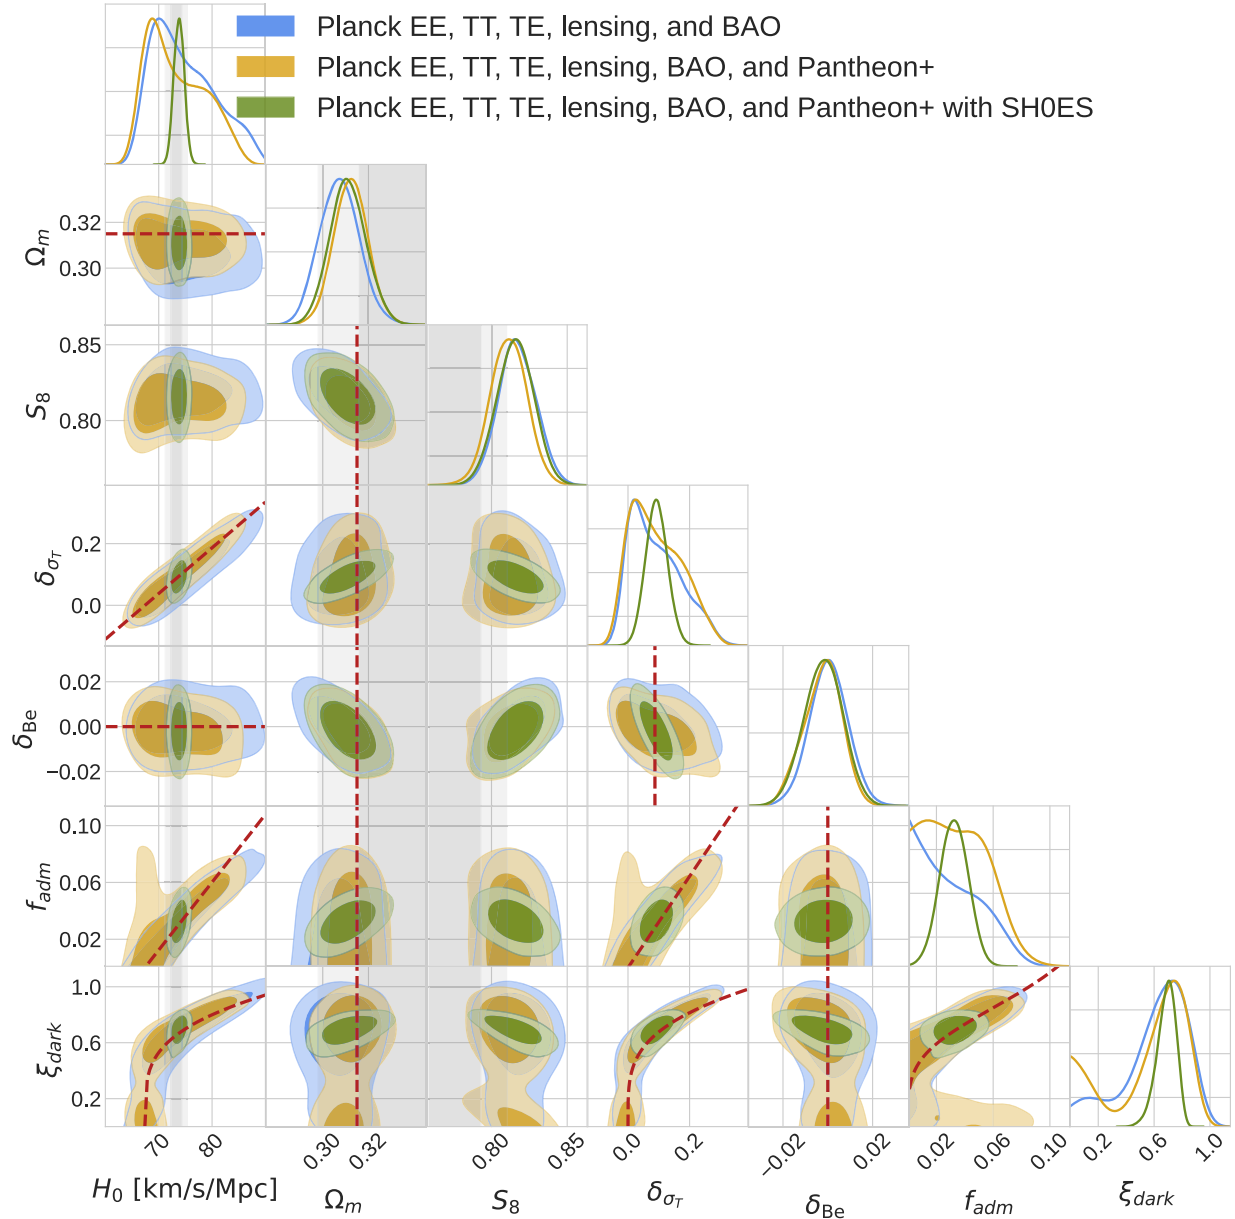 Planck EE, TT, TE, lensing, and BAO
Planck EE, TT, TE, lensing, BAO, and Pantheon+
Planck EE, TT, TE, lensing, BAO, and Pantheon+ with SH0ES
Ωm
0.32
0.30
S8
0.85
0.80
δσT
0.2
0.0
δBe
0.02
0.00
−0.02
fadm
0.10
0.06
0.02
ξdark
1.0
0.6
0.2
70 80 0.30 0.32 0.80 0.85 0.0 0.2 −0.02 0.02 0.02 0.06 0.10 0.2 0.6 1.0
H0 [km/s/Mpc] Ωm S8 δσT δBe fadm ξdark